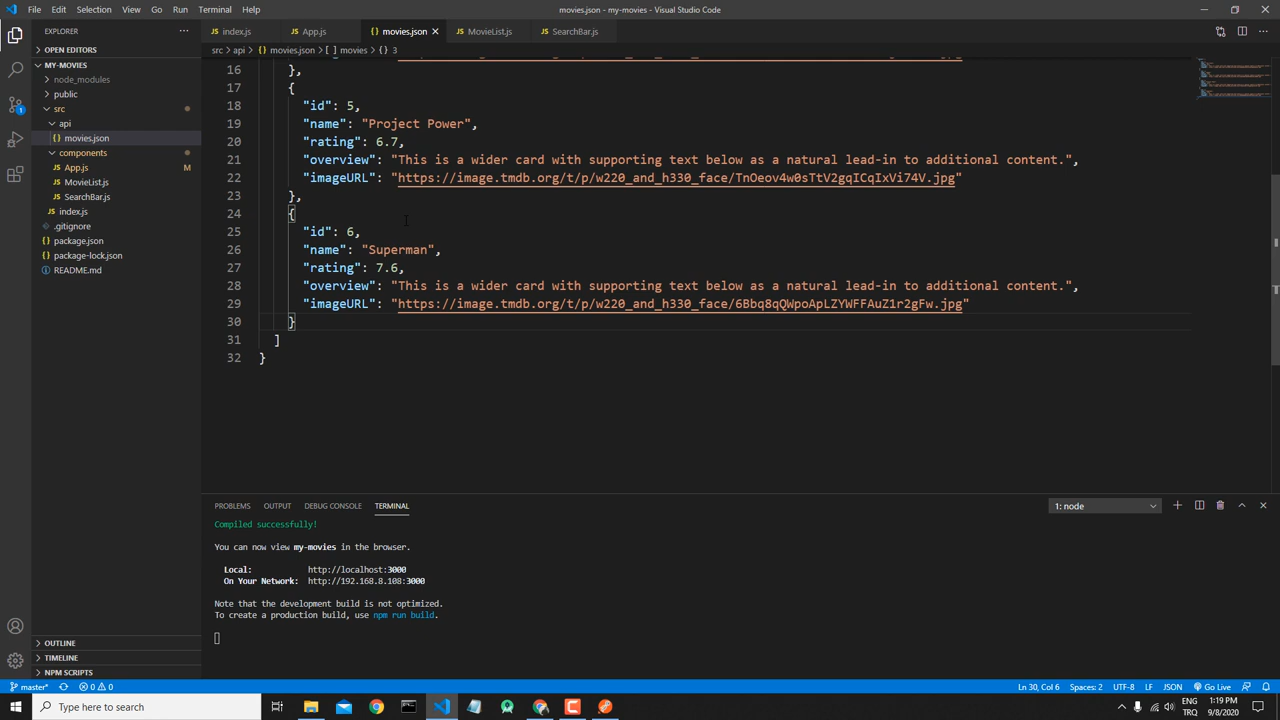 File Edit Selection View Go Run Terminal Help
movies.json - my-movies - Visual Studio Code
EXPLORER
index.js
App.js
movies.json
MovieList.js
SearchBar.js
src > api > movies.json > [ ] movies > { } 3
OPEN EDITORS
MY-MOVIES
node_modules
public
src
api
movies.json
components
App.js M
MovieList.js
SearchBar.js
index.js
.gitignore
package.json
package-lock.json
README.md
OUTLINE
TIMELINE
NPM SCRIPTS
16 },
17 {
18 "id": 5,
19 "name": "Project Power",
20 "rating": 6.7,
21 "overview": "This is a wider card with supporting text below as a natural lead-in to additional content.",
22 "imageURL": "https://image.tmdb.org/t/p/w220_and_h330_face/TnOeov4w0sTtV2gqICqIxVi74V.jpg"
23 },
24 {
25 "id": 6,
26 "name": "Superman",
27 "rating": 7.6,
28 "overview": "This is a wider card with supporting text below as a natural lead-in to additional content.",
29 "imageURL": "https://image.tmdb.org/t/p/w220_and_h330_face/6Bbq8qQWpoApLZYWFFAuZ1r2gFw.jpg"
30 }
31 ]
32 }
PROBLEMS OUTPUT DEBUG CONSOLE TERMINAL
1: node
Compiled successfully!
You can now view my-movies in the browser.
Local: http://localhost:3000
On Your Network: http://192.168.8.108:3000
Note that the development build is not optimized.
To create a production build, use npm run build.
master* 0 0
Ln 30, Col 6 Spaces: 2 UTF-8 LF JSON Go Live
Type here to search
ENG 1:19 PM
TRQ 9/8/2020